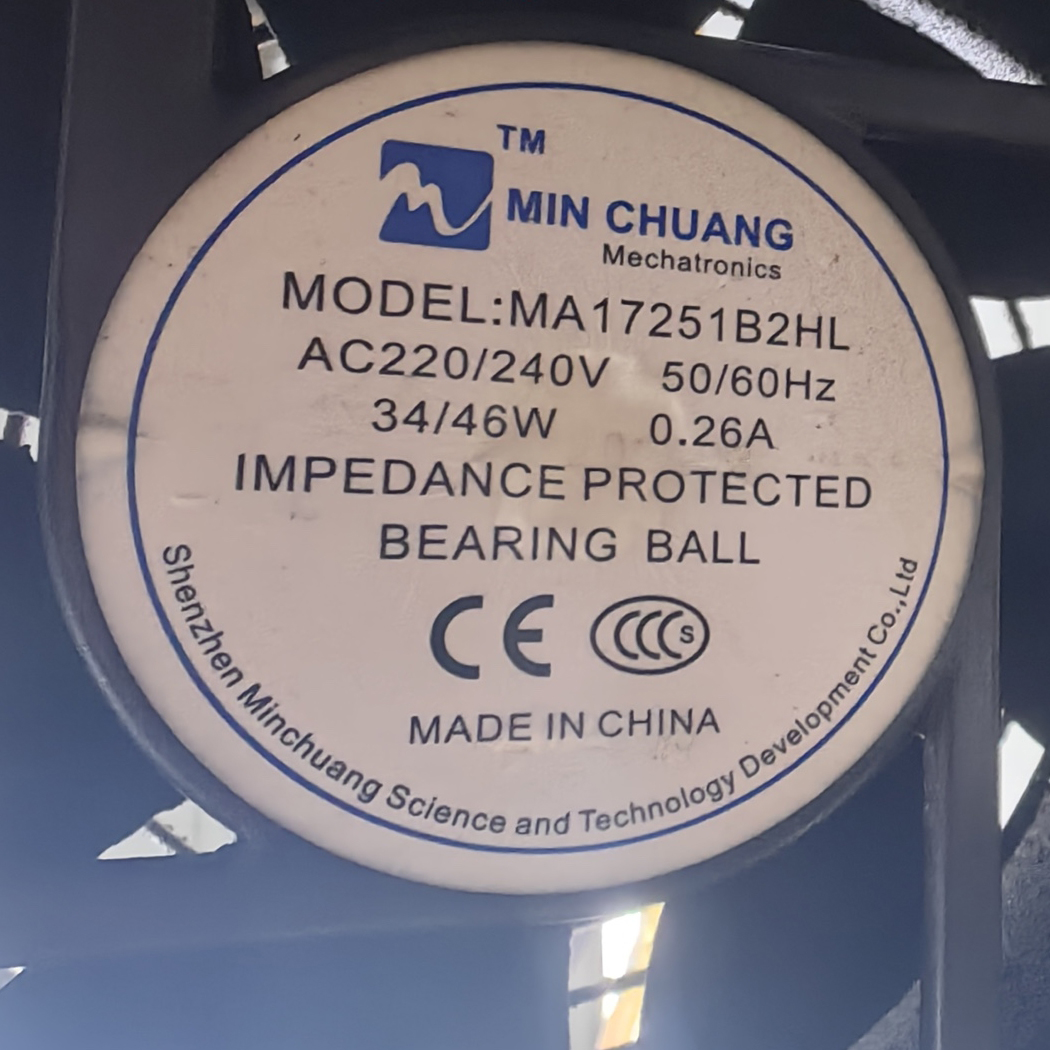 TM
MIN CHUANG
Mechatronics
MODEL:MA17251B2HL
AC220/240V 50/60Hz
34/46W 0.26A
IMPEDANCE PROTECTED
BEARING BALL
CE CCC S
MADE IN CHINA
Shenzhen Minchuang Science and Technology Development Co.,Ltd